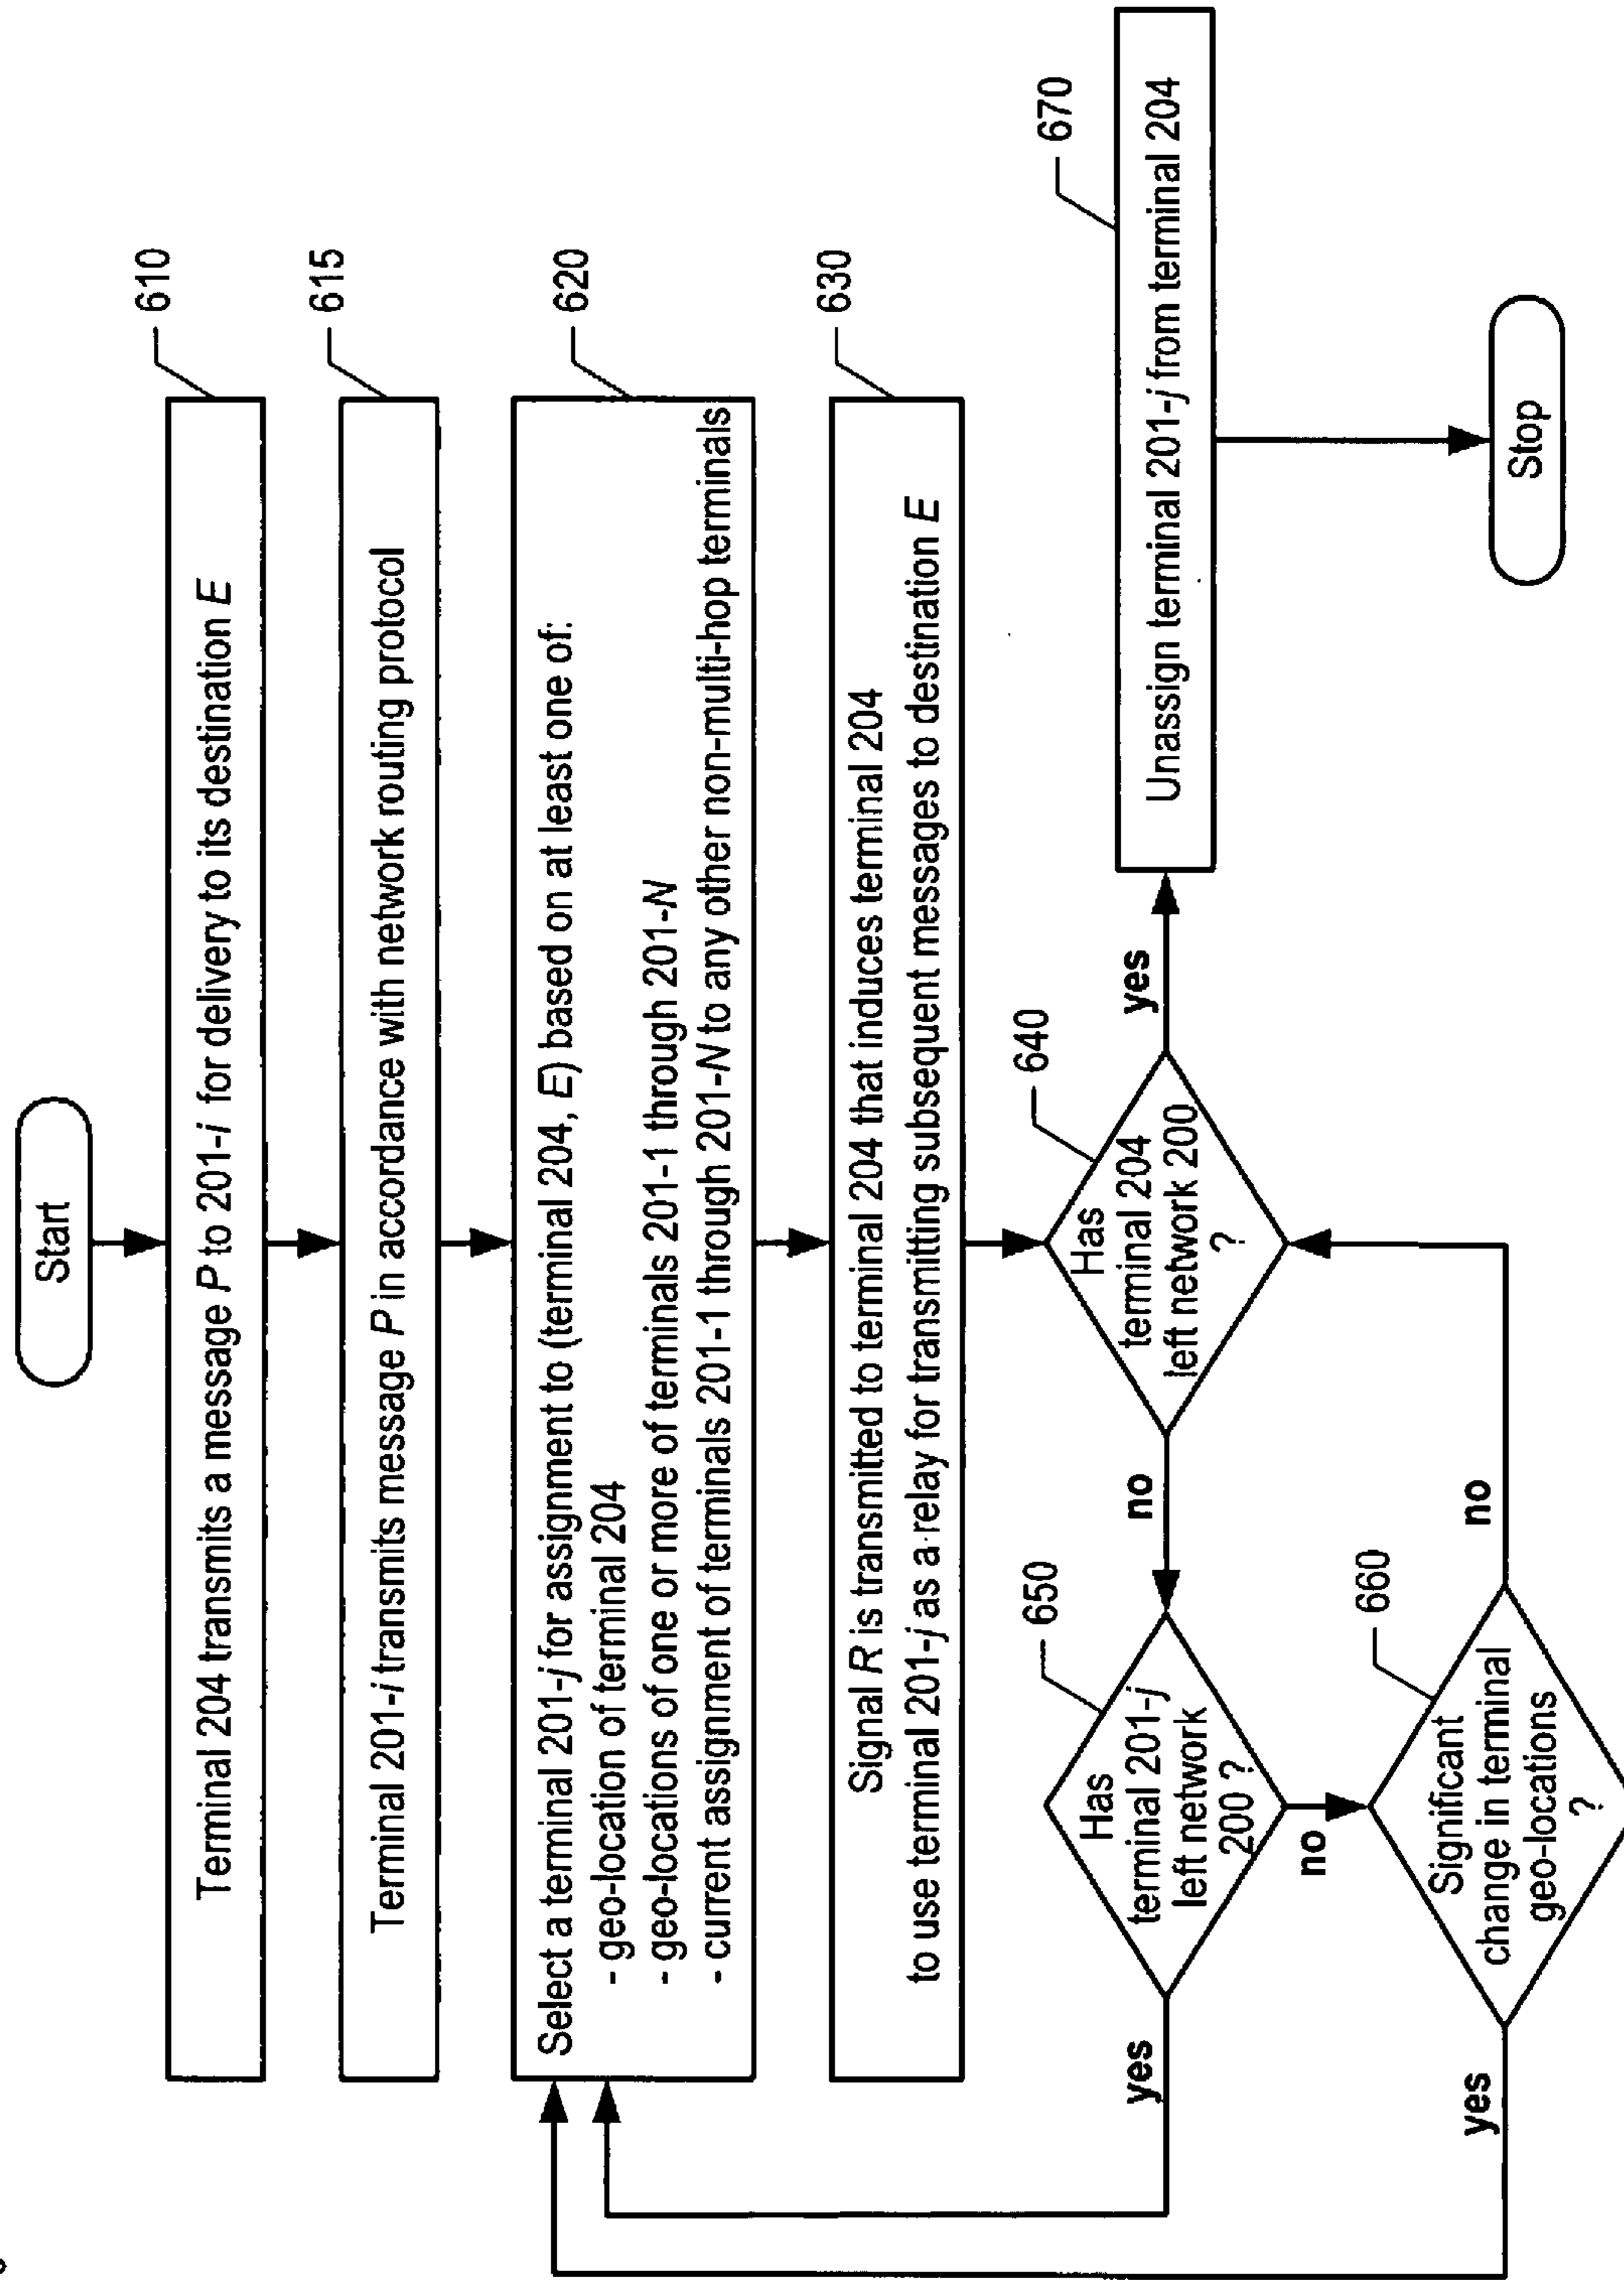 Start
610
Terminal 204 transmits a message P to 201-i for delivery to its destination E
615
Terminal 201-i transmits message P in accordance with network routing protocol
620
Select a terminal 201-j for assignment to (terminal 204, E) based on at least one of:
- geo-location of terminal 204
- geo-locations of one or more of terminals 201-1 through 201-N
- current assignment of terminals 201-1 through 201-N to any other non-multi-hop terminals
630
Signal R is transmitted to terminal 204 that induces terminal 204
to use terminal 201-j as a relay for transmitting subsequent messages to destination E
640
Has
terminal 204
left network 200
?
yes
670
Unassign terminal 201-j from terminal 204
Stop
no
650
Has
terminal 201-j
left network
200 ?
yes
no
660
Significant
change in terminal
geo-locations
?
no
yes